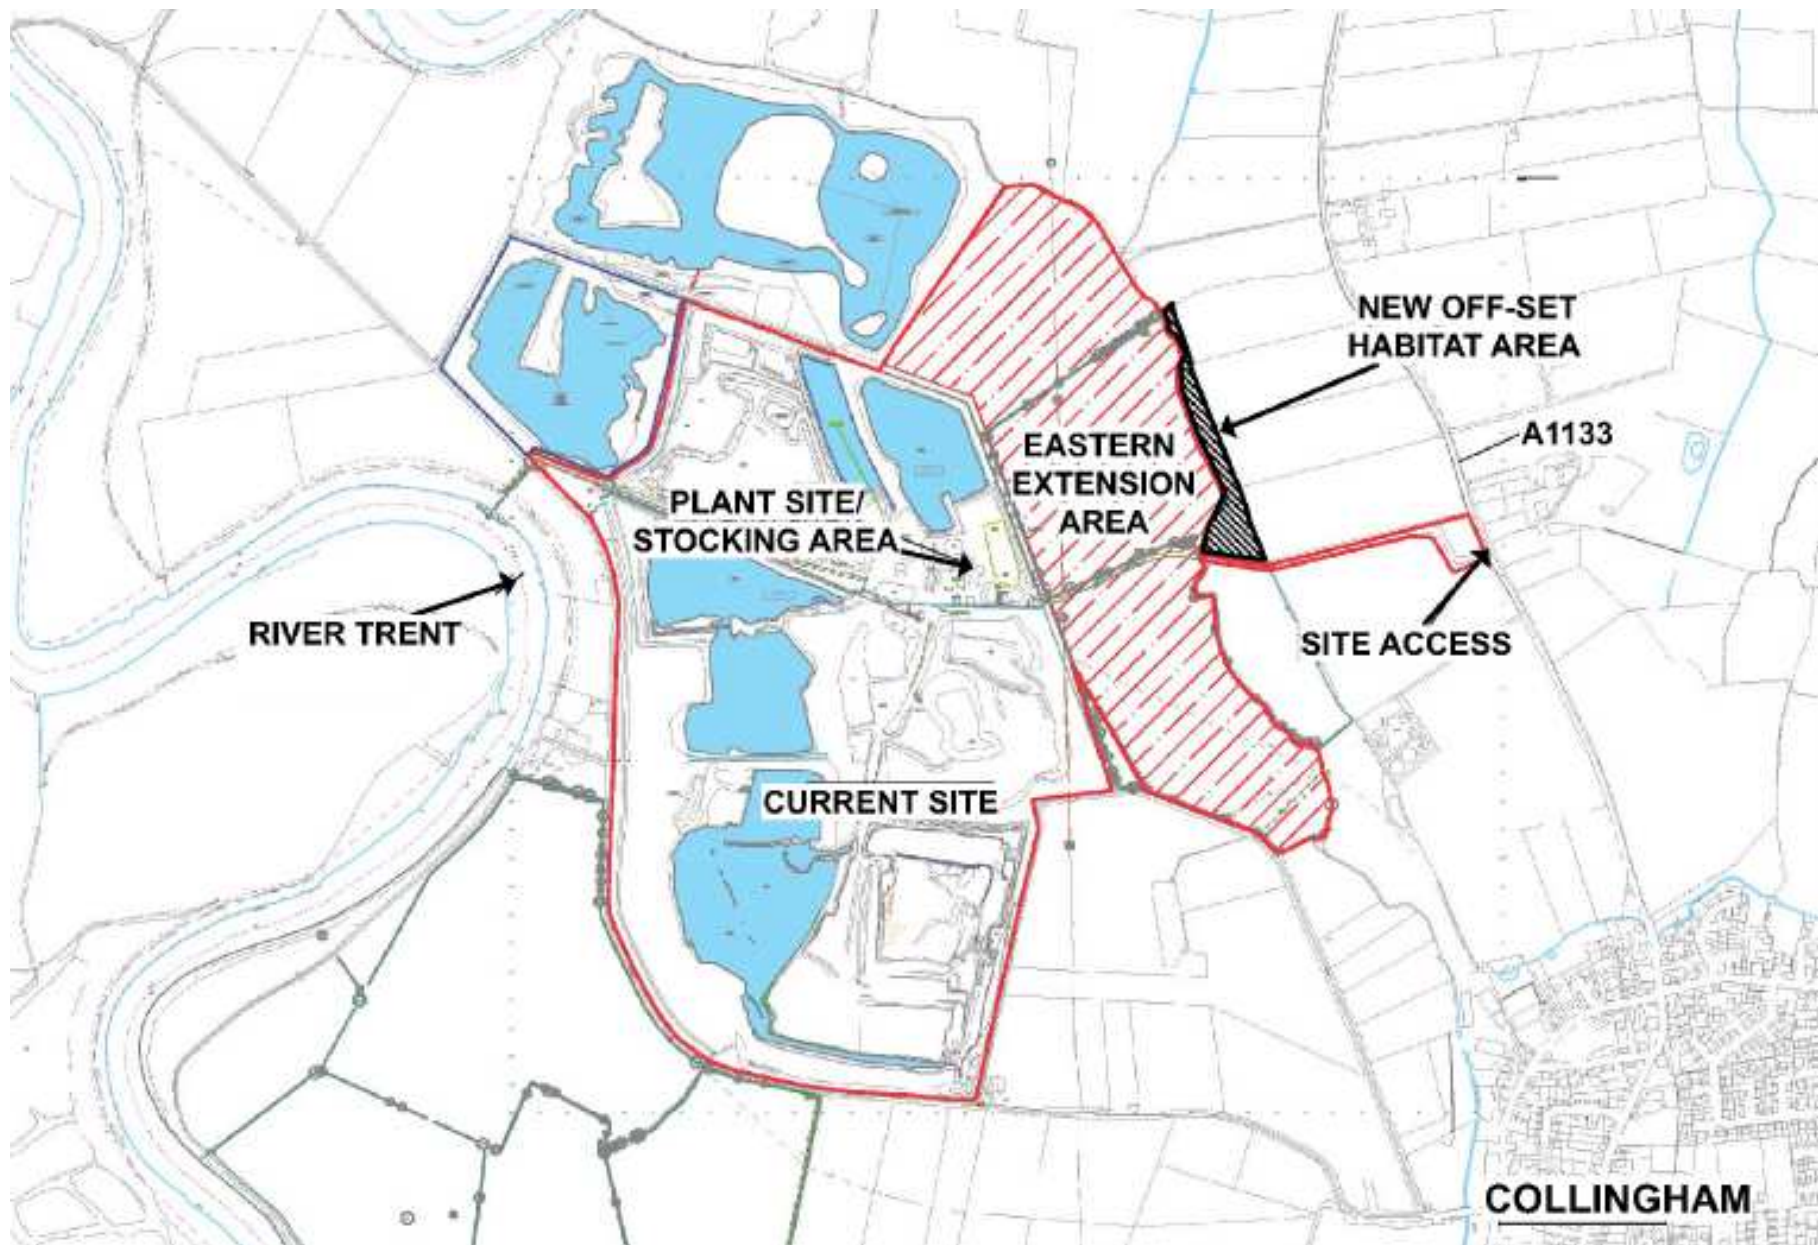 NEW OFF-SET
HABITAT AREA
A1133
EASTERN
EXTENSION
AREA
PLANT SITE/
STOCKING AREA
RIVER TRENT
SITE ACCESS
CURRENT SITE
COLLINGHAM